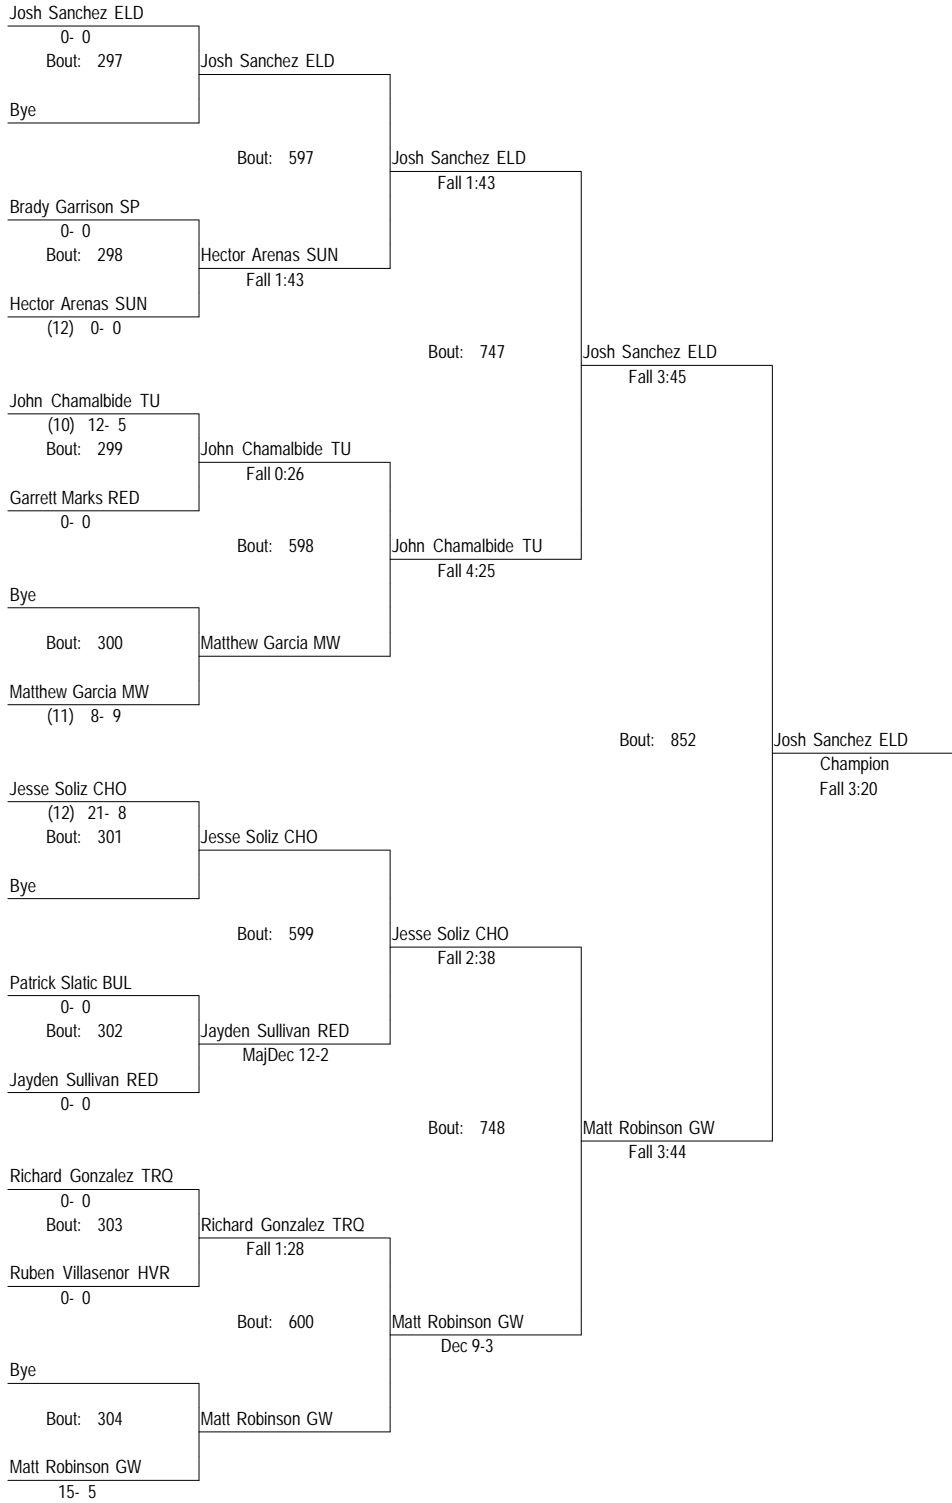 Josh Sanchez ELD
0- 0
Bout: 297
Josh Sanchez ELD
Bye
Bout: 597
Josh Sanchez ELD
Fall 1:43
Brady Garrison SP
0- 0
Bout: 298
Hector Arenas SUN
Fall 1:43
Hector Arenas SUN
(12) 0- 0
Bout: 747
Josh Sanchez ELD
Fall 3:45
John Chamalbide TU
(10) 12- 5
Bout: 299
John Chamalbide TU
Fall 0:26
Garrett Marks RED
0- 0
Bout: 598
John Chamalbide TU
Fall 4:25
Bye
Bout: 300
Matthew Garcia MW
Matthew Garcia MW
(11) 8- 9
Bout: 852
Josh Sanchez ELD
Champion
Fall 3:20
Jesse Soliz CHO
(12) 21- 8
Bout: 301
Jesse Soliz CHO
Bye
Bout: 599
Jesse Soliz CHO
Fall 2:38
Patrick Slatic BUL
0- 0
Bout: 302
Jayden Sullivan RED
MajDec 12-2
Jayden Sullivan RED
0- 0
Bout: 748
Matt Robinson GW
Fall 3:44
Richard Gonzalez TRQ
0- 0
Bout: 303
Richard Gonzalez TRQ
Fall 1:28
Ruben Villasenor HVR
0- 0
Bout: 600
Matt Robinson GW
Dec 9-3
Bye
Bout: 304
Matt Robinson GW
Matt Robinson GW
15- 5